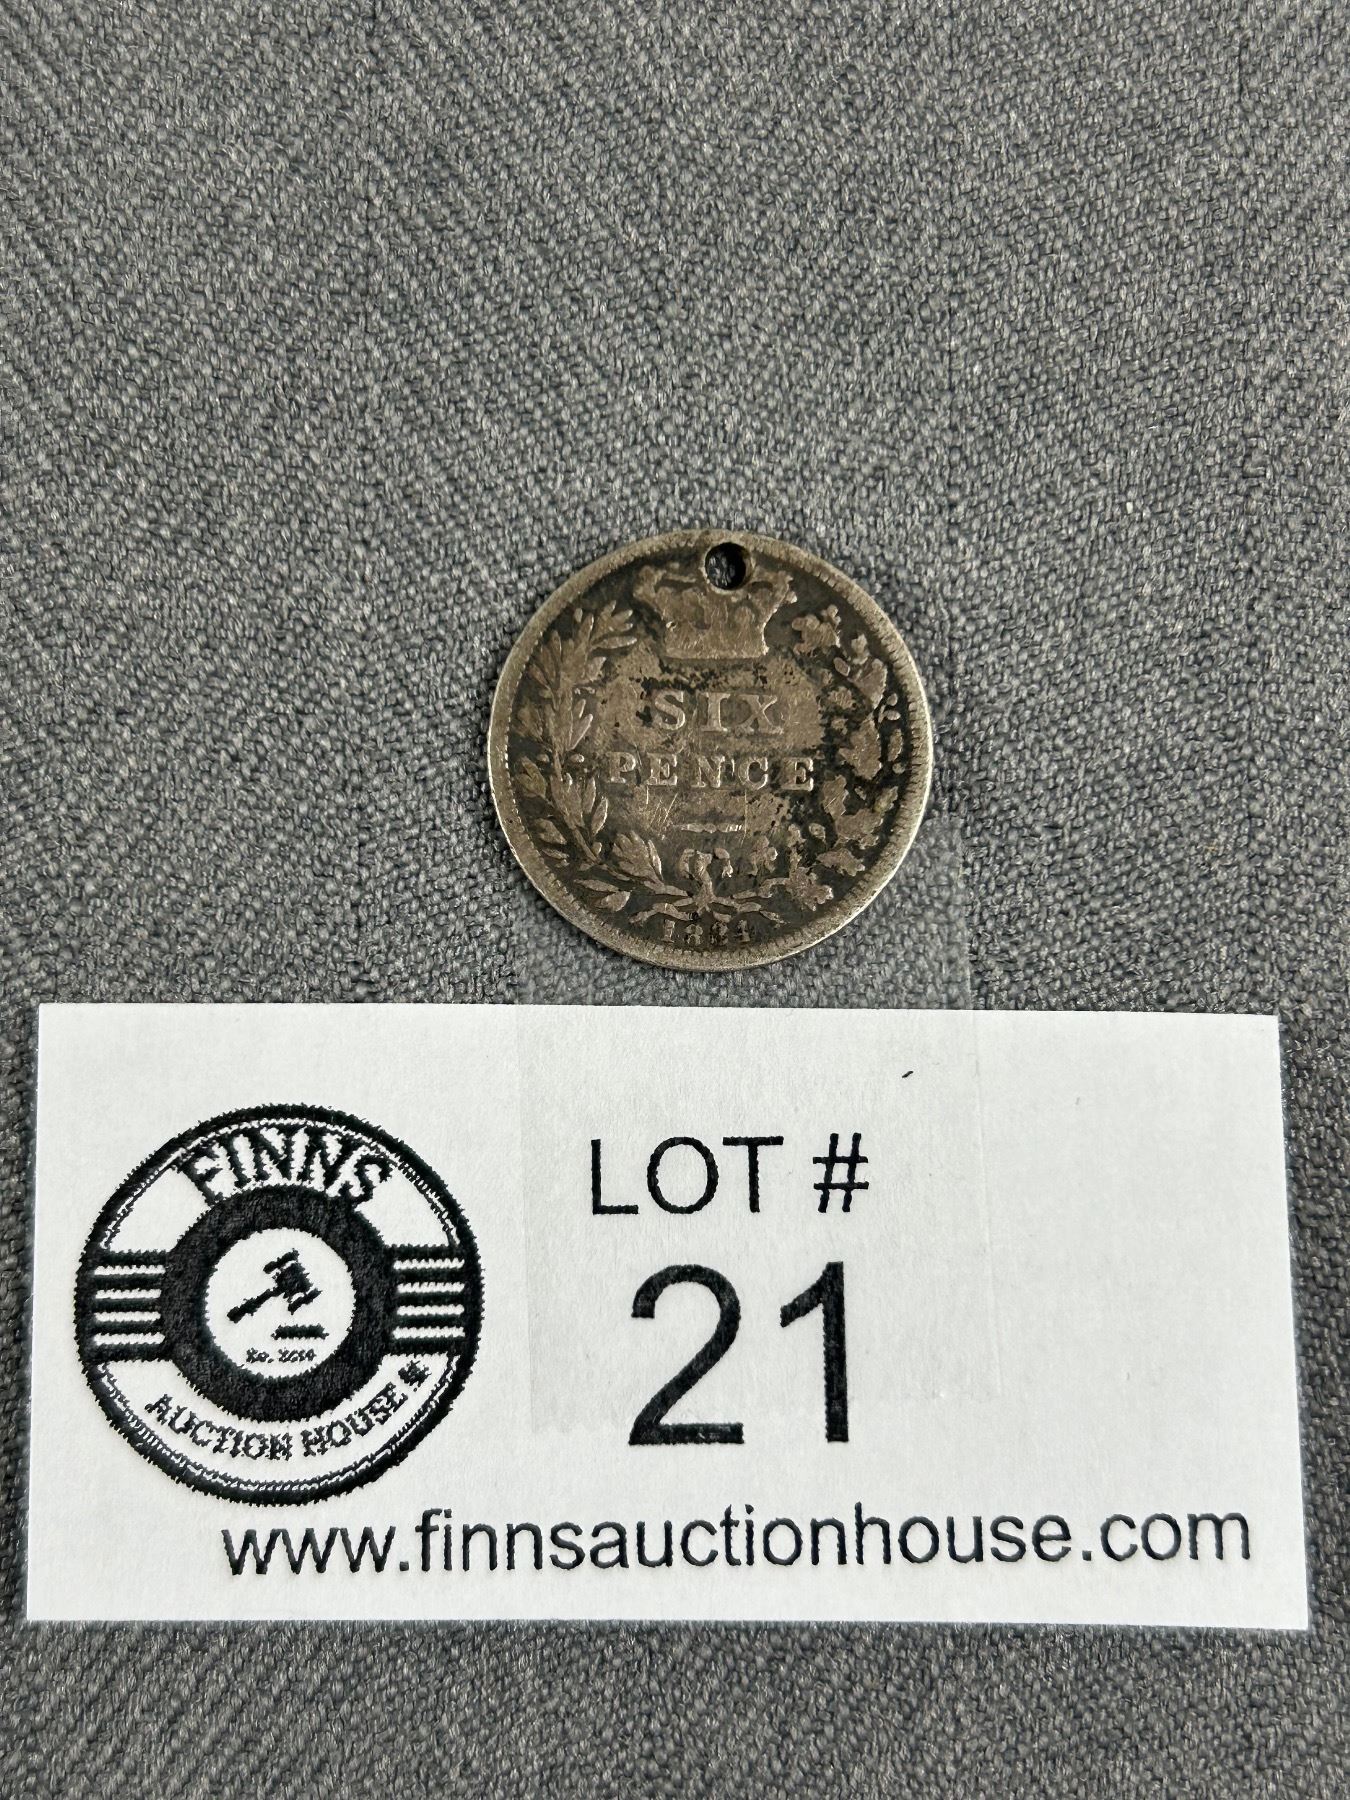 SIX
PENCE
LOT #
21
FINNS
AUCTION HOUSE
www.finnsauctionhouse.com